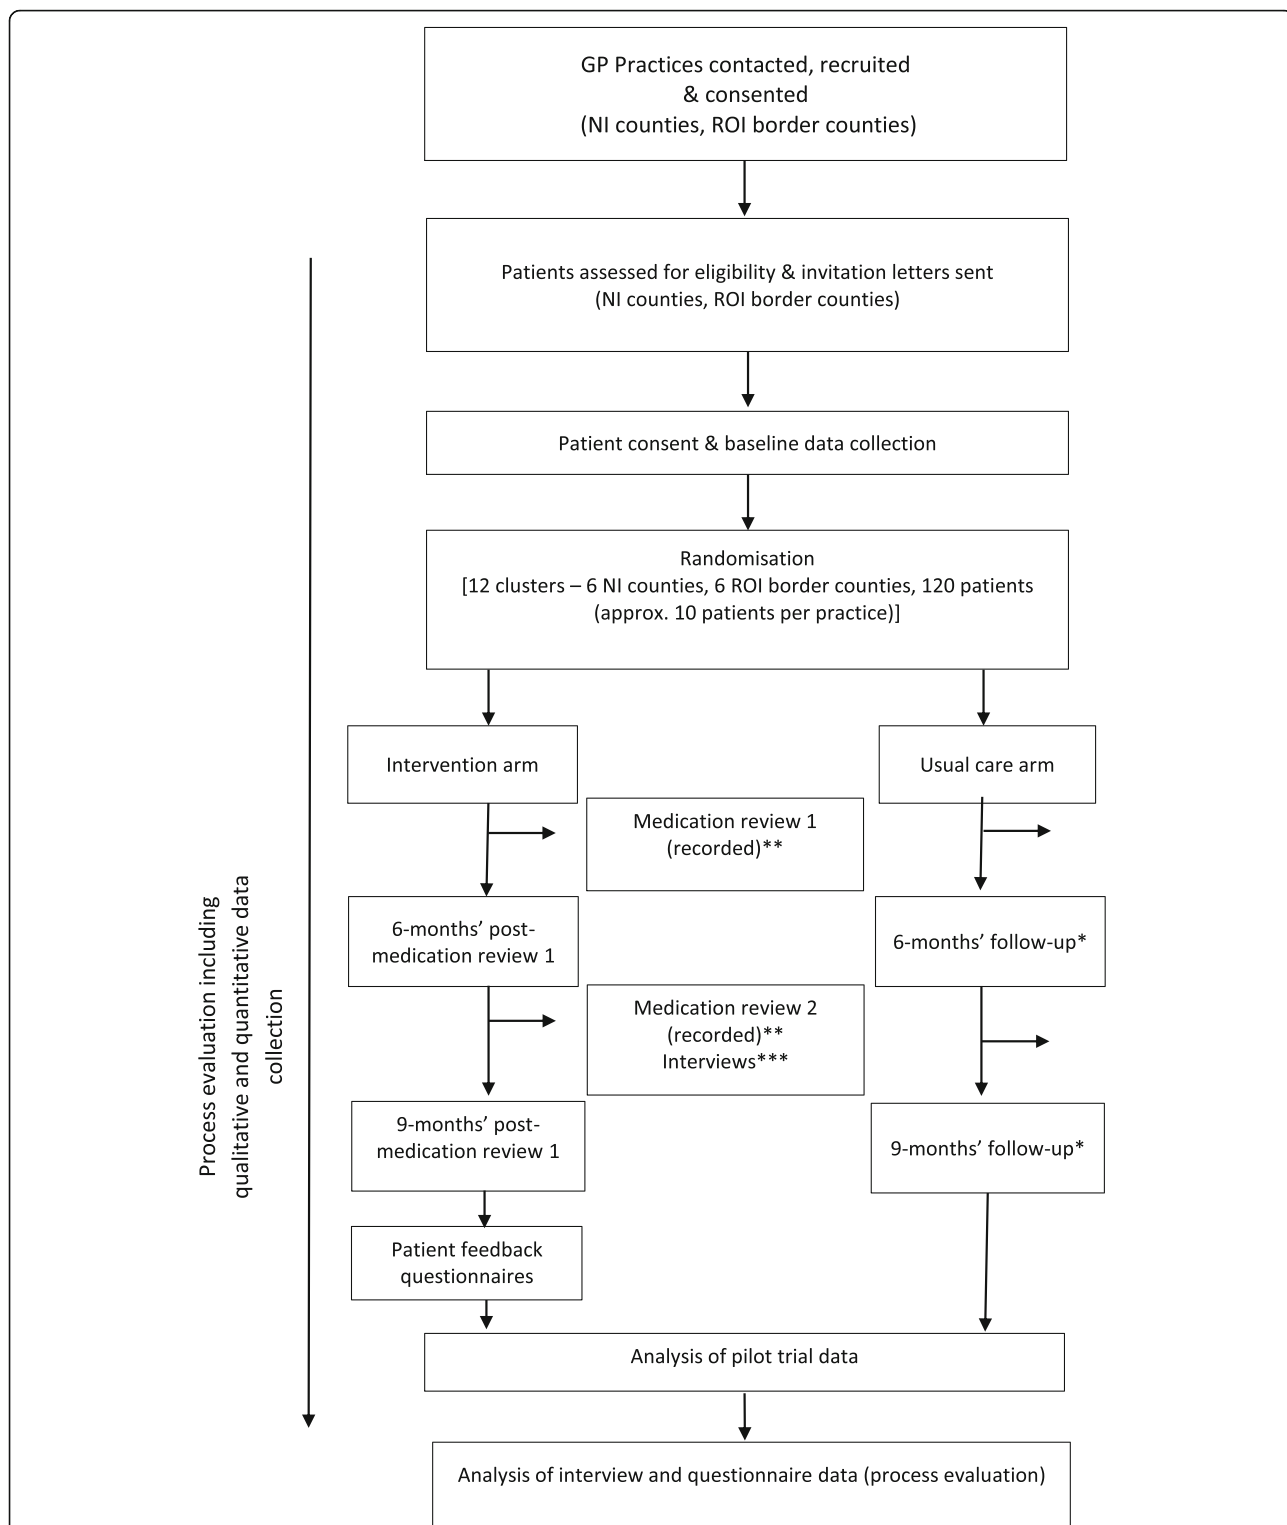 GP Practices contacted, recruited
& consented
(NI counties, ROI border counties)
Patients assessed for eligibility & invitation letters sent
(NI counties, ROI border counties)
Patient consent & baseline data collection
Randomisation
[12 clusters – 6 NI counties, 6 ROI border counties, 120 patients
(approx. 10 patients per practice)]
Intervention arm
Usual care arm
Medication review 1
(recorded)**
6-months’ post-
medication review 1
6-months’ follow-up*
Medication review 2
(recorded)**
Interviews***
9-months’ post-
medication review 1
9-months’ follow-up*
Patient feedback
questionnaires
Analysis of pilot trial data
Analysis of interview and questionnaire data (process evaluation)
Process evaluation including
qualitative and quantitative data
collection